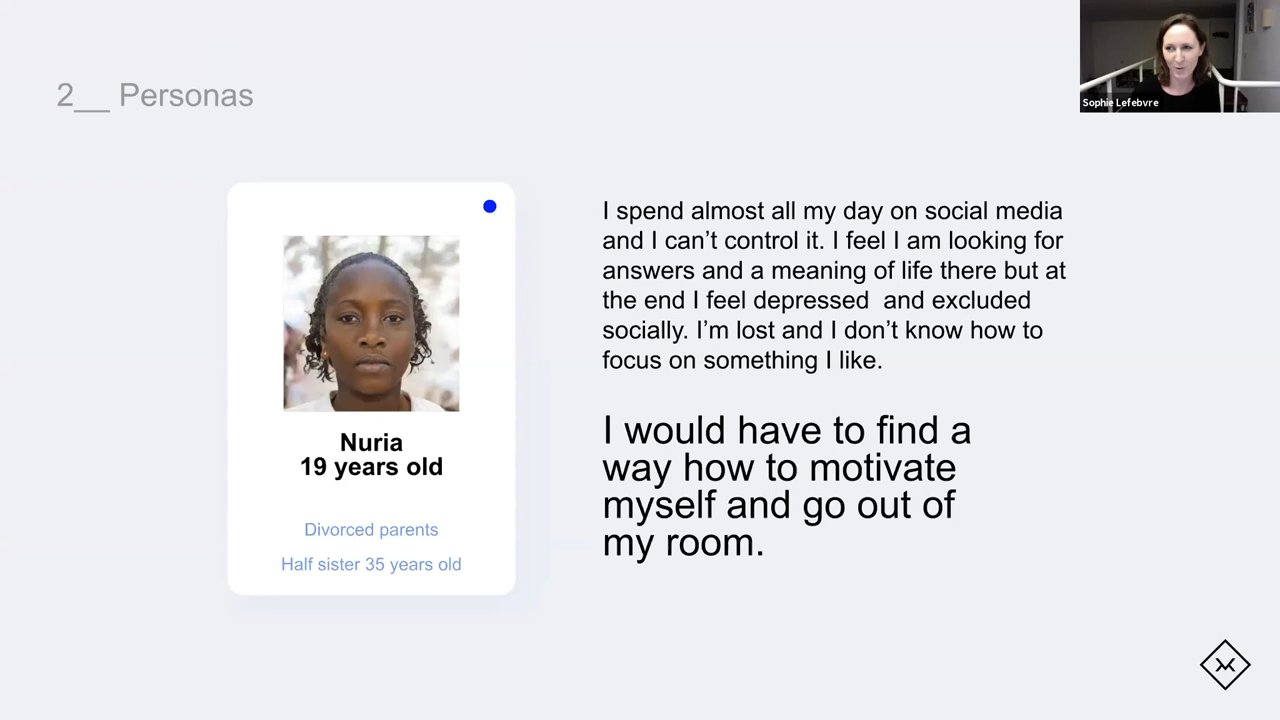 2__ Personas
Sophie Lefebvre
I spend almost all my day on social media
and I can’t control it. I feel I am looking for
answers and a meaning of life there but at
the end I feel depressed  and excluded
socially. I’m lost and I don’t know how to
focus on something I like.
I would have to find a
way how to motivate
myself and go out of
my room.
Nuria
19 years old
Divorced parents
Half sister 35 years old